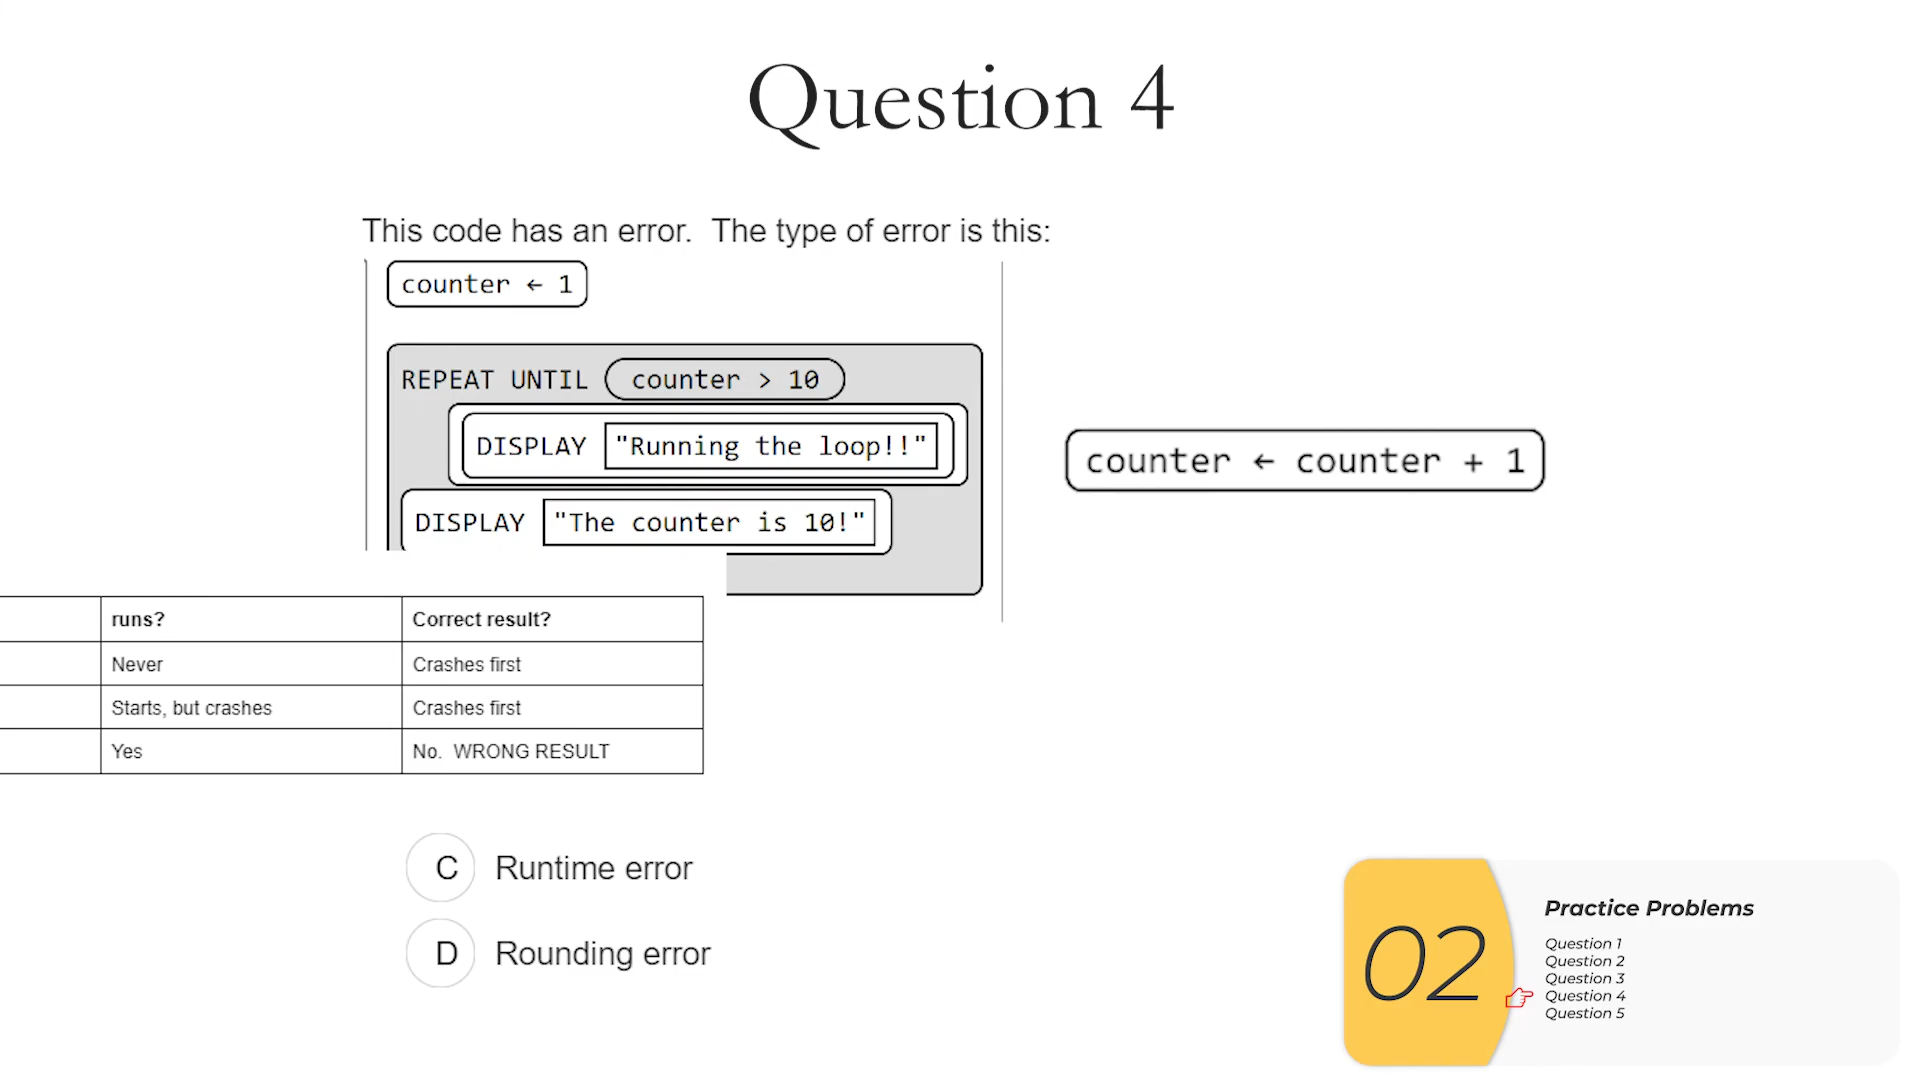 Question 4
This code has an error. The type of error is this:
counter ← 1
REPEAT UNTIL counter > 10
DISPLAY "Running the loop!!"
counter ← counter + 1
DISPLAY "The counter is 10!"
runs? Correct result?
Never Crashes first
Starts, but crashes Crashes first
Yes No. WRONG RESULT
C Runtime error
D Rounding error
02
Practice Problems
Question 1
Question 2
Question 3
Question 4
Question 5